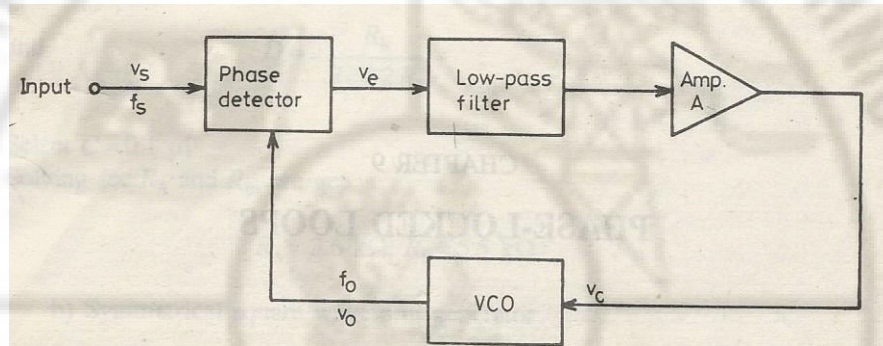 Input
vs
fs
Phase
detector
ve
Low-pass
filter
Amp.
A
CHAPTER 9
PHASE-LOCKED LOOPS
fo
vo
VCO
vc